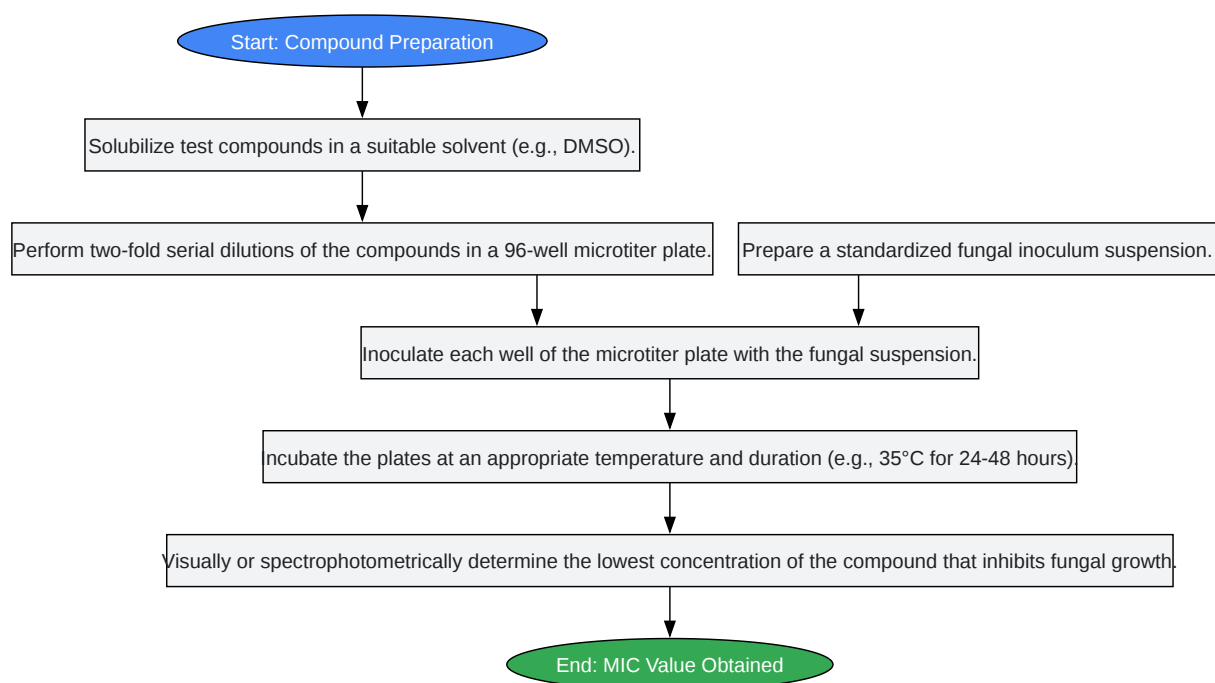 Start: Compound Preparation
Solubilize test compounds in a suitable solvent (e.g., DMSO).
Perform two-fold serial dilutions of the compounds in a 96-well microtiter plate.
Prepare a standardized fungal inoculum suspension.
Inoculate each well of the microtiter plate with the fungal suspension.
Incubate the plates at an appropriate temperature and duration (e.g., 35°C for 24-48 hours).
Visually or spectrophotometrically determine the lowest concentration of the compound that inhibits fungal growth.
End: MIC Value Obtained